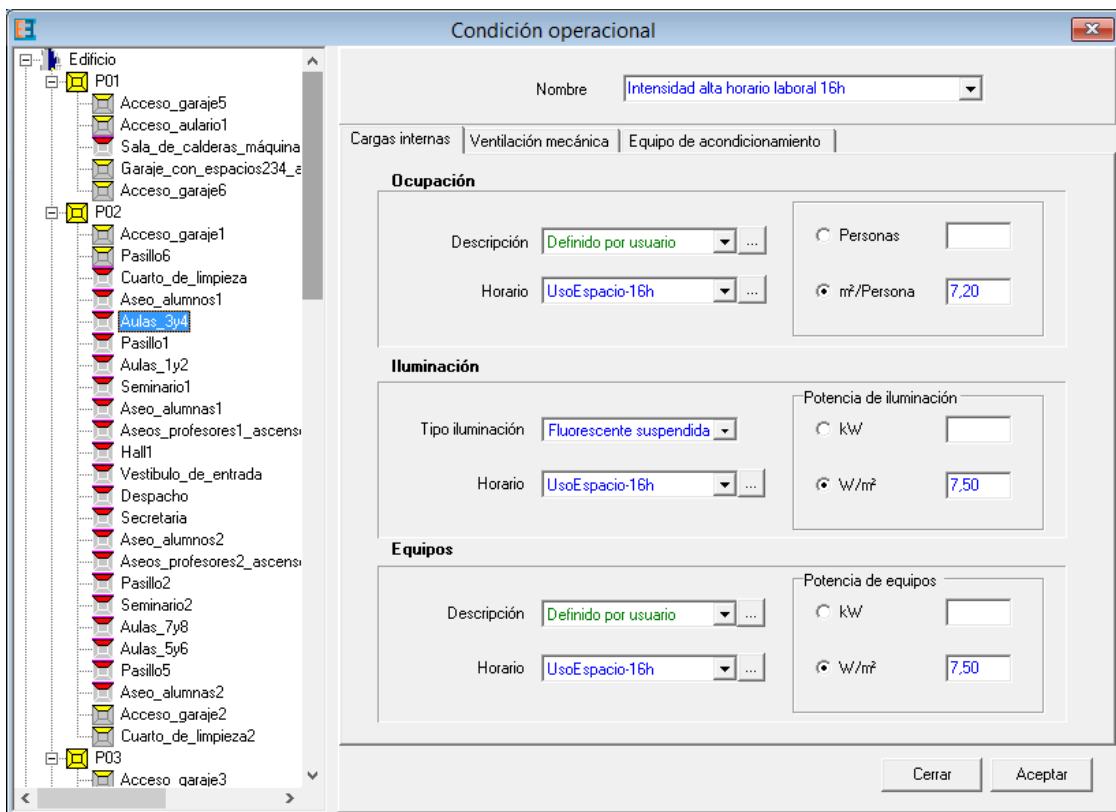 Condición operacional
Edificio
P01
Acceso_garaje5
Acceso_aulario1
Sala_de_calderas_máquina
Garaje_con_espacios234_a
Acceso_garaje6
P02
Acceso_garaje1
Pasillo6
Cuarto_de_limpieza
Aseo_alumnos1
Aulas_3y4
Pasillo1
Aulas_1y2
Seminario1
Aseo_alumnas1
Aseos_profesores1_ascens
Hall1
Vestibulo_de_entrada
Despacho
Secretaria
Aseo_alumnos2
Aseos_profesores2_ascens
Pasillo2
Seminario2
Aulas_7y8
Aulas_5y6
Pasillo5
Aseo_alumnas2
Acceso_garaje2
Cuarto_de_limpieza2
P03
Acceso_garaje3
Nombre Intensidad alta horario laboral 16h
Cargas internas Ventilación mecánica Equipo de acondicionamiento
Ocupación
Descripción Definido por usuario ... Personas
Horario UsoEspacio-16h ... m²/Persona 7,20
Iluminación
Potencia de iluminación
Tipo iluminación Fluorescente suspendida kW
Horario UsoEspacio-16h ... W/m² 7,50
Equipos
Potencia de equipos
Descripción Definido por usuario ... kW
Horario UsoEspacio-16h ... W/m² 7,50
Cerrar Aceptar